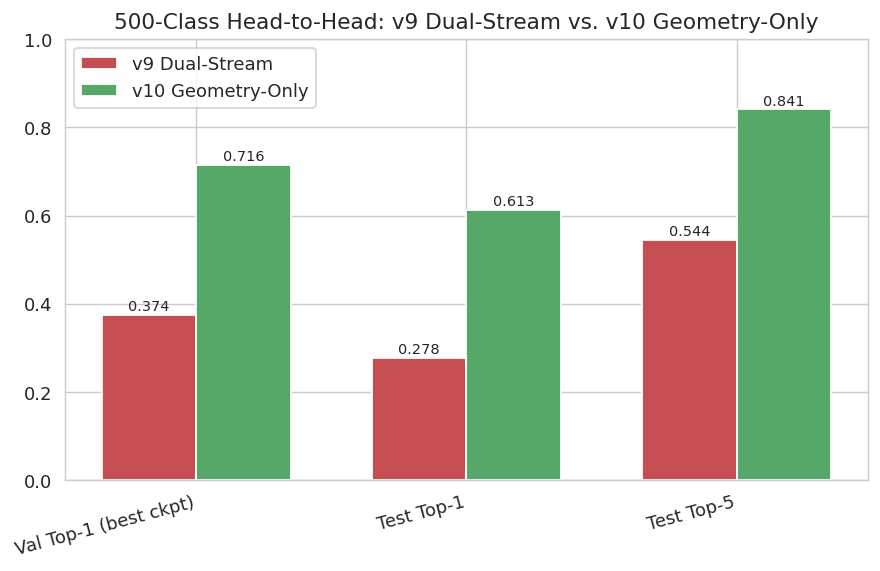 500-Class Head-to-Head: v9 Dual-Stream vs. v10 Geometry-Only
v9 Dual-Stream
v10 Geometry-Only
1.0
0.8
0.6
0.4
0.2
0.0
0.374
0.716
0.278
0.613
0.544
0.841
Val Top-1 (best ckpt)
Test Top-1
Test Top-5